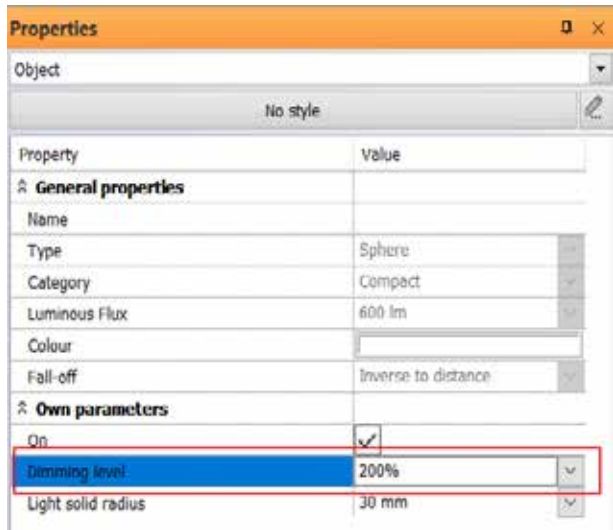 Properties
Object
No style
Property Value
General properties
Name
Type Sphere
Category Compact
Luminous Flux 600 lm
Colour
Fall-off Inverse to distance
Own parameters
On
Dimming level 200%
Light solid radius 30 mm